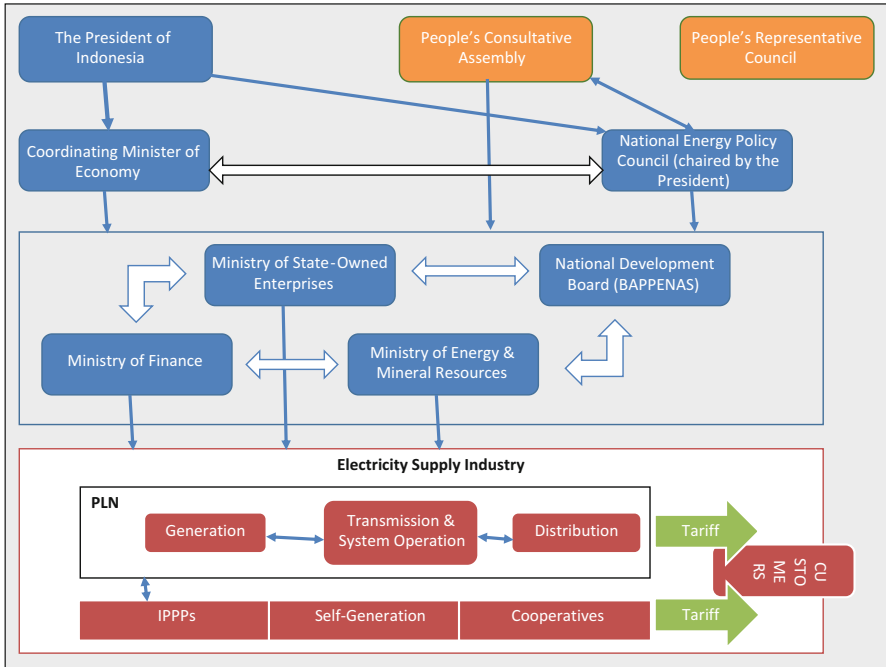 The President of
Indonesia
People's Consultative
Assembly
People's Representative
Council
Coordinating Minister of
Economy
National Energy Policy
Council (chaired by the
President)
Ministry of State-Owned
Enterprises
National Development
Board (BAPPENAS)
Ministry of Finance
Ministry of Energy &
Mineral Resources
Electricity Supply Industry
PLN
Generation
Transmission &
System Operation
Distribution
Tariff
CU
STO
ME
RS
IPPPs
Self-Generation
Cooperatives
Tariff